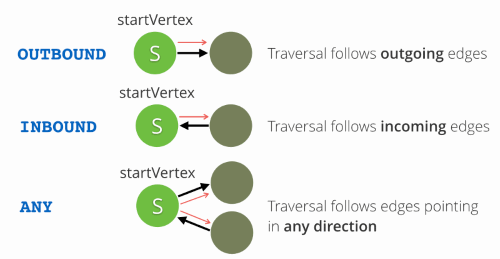 startVertex
OUTBOUND
S
Traversal follows outgoing edges
startVertex
INBOUND
S
Traversal follows incoming edges
startVertex
ANY
S
Traversal follows edges pointing
in any direction